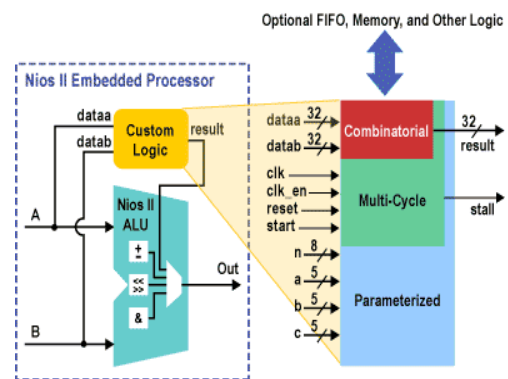 Optional FIFO, Memory, and Other Logic
Nios II Embedded Processor
dataa
datab
Custom
Logic
result
A
Nios II
ALU
+
−
<<
>>
&
Out
B
dataa
32
datab
32
clk
clk_en
reset
start
n
8
a
5
b
5
c
5
Combinatorial
Multi-Cycle
Parameterized
32
result
stall